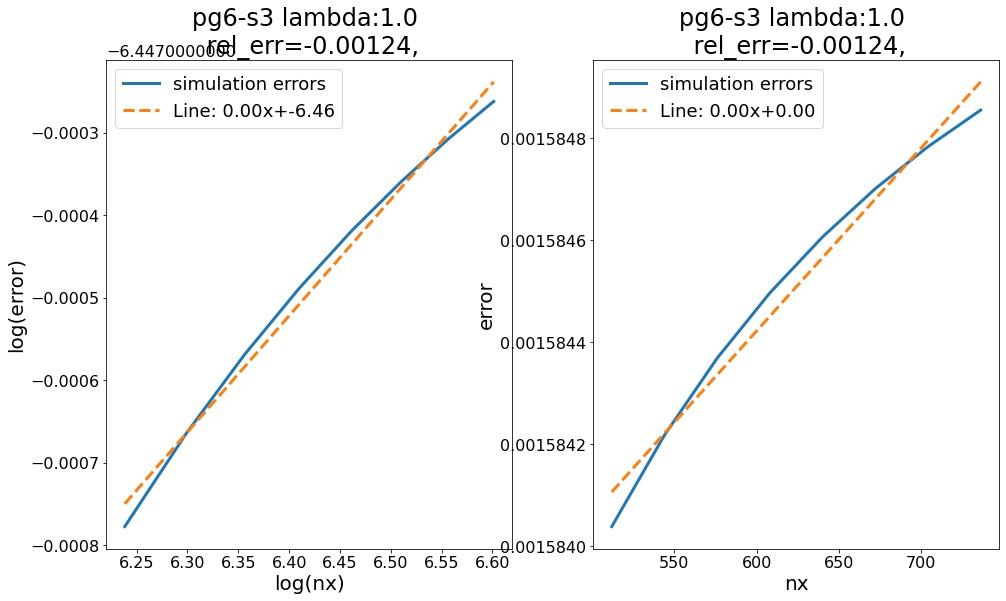 pg6-s3 lambda:1.0
rel_err=-0.00124,
−6.4470000000
simulation errors
Line: 0.00x+-6.46
−0.0003
−0.0004
−0.0005
−0.0006
−0.0007
−0.0008
log(error)
6.25 6.30 6.35 6.40 6.45 6.50 6.55 6.60
log(nx)
pg6-s3 lambda:1.0
rel_err=-0.00124,
simulation errors
Line: 0.00x+0.00
0.0015848
0.0015846
0.0015844
0.0015842
0.0015840
error
550 600 650 700
nx